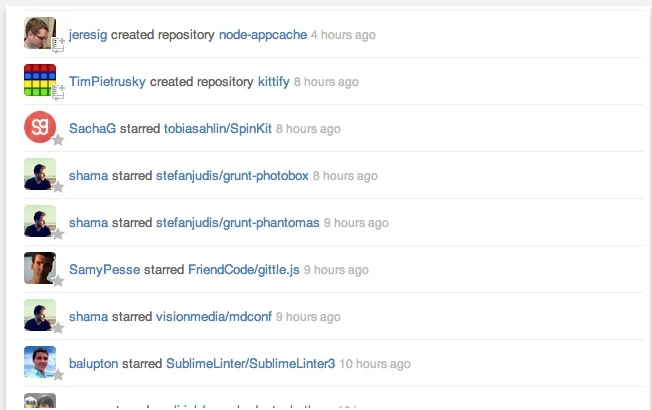 jeresig created repository node-appcache 4 hours ago
TimPietrusky created repository kittify 8 hours ago
SachaG starred tobiasahlin/SpinKit 8 hours ago
shama starred stefanjudis/grunt-photobox 8 hours ago
shama starred stefanjudis/grunt-phantomas 9 hours ago
SamyPesse starred FriendCode/gittle.js 9 hours ago
shama starred visionmedia/mdconf 9 hours ago
balupton starred SublimeLinter/SublimeLinter3 10 hours ago